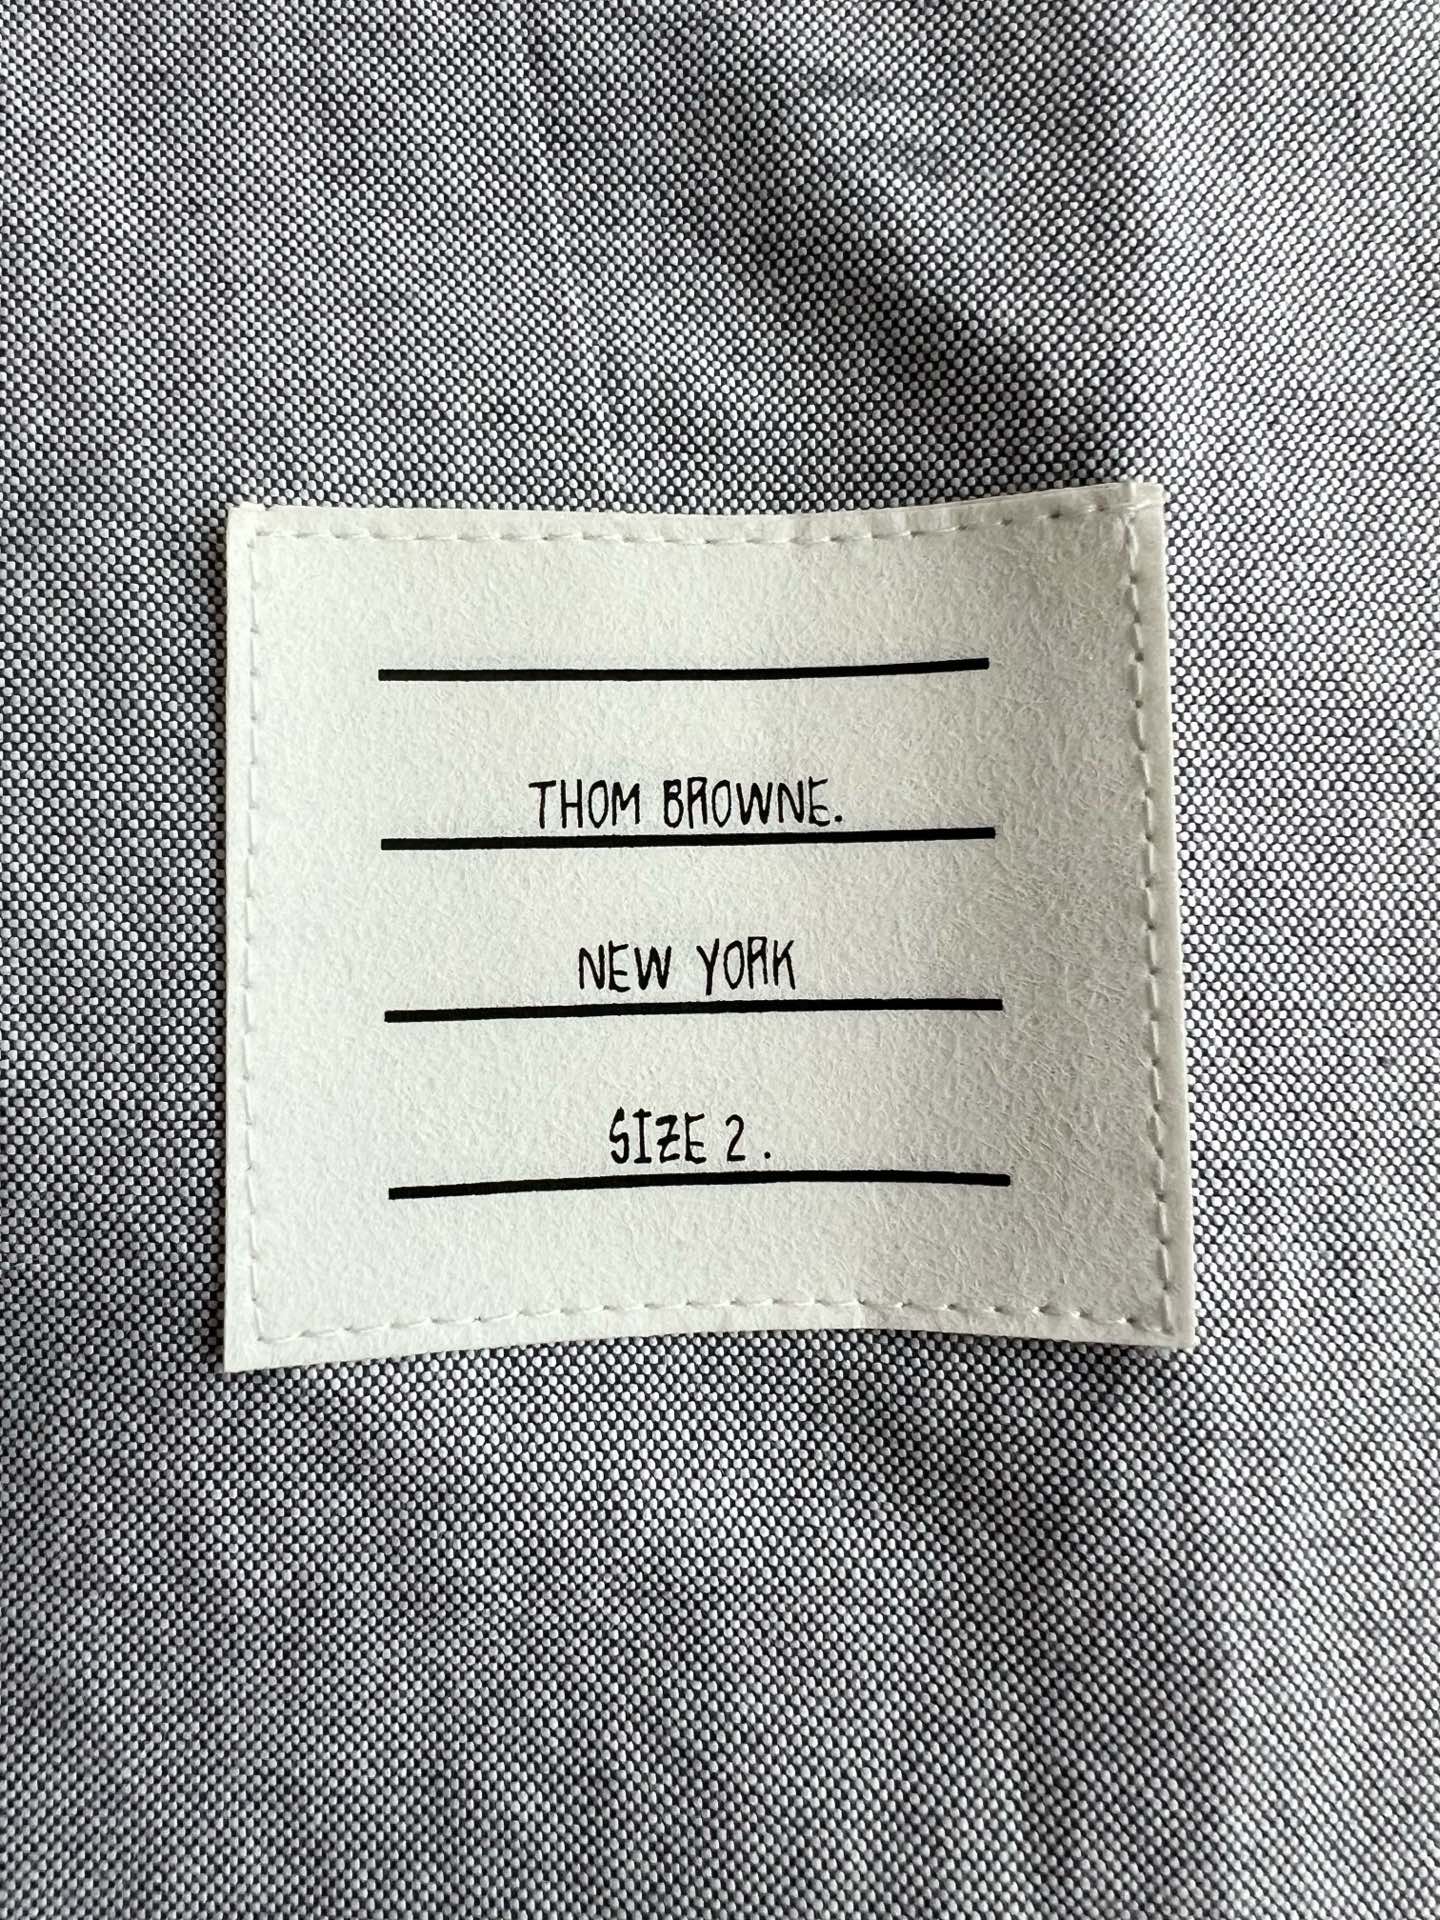 THOM BROWNE.
NEW YORK
SIZE 2.